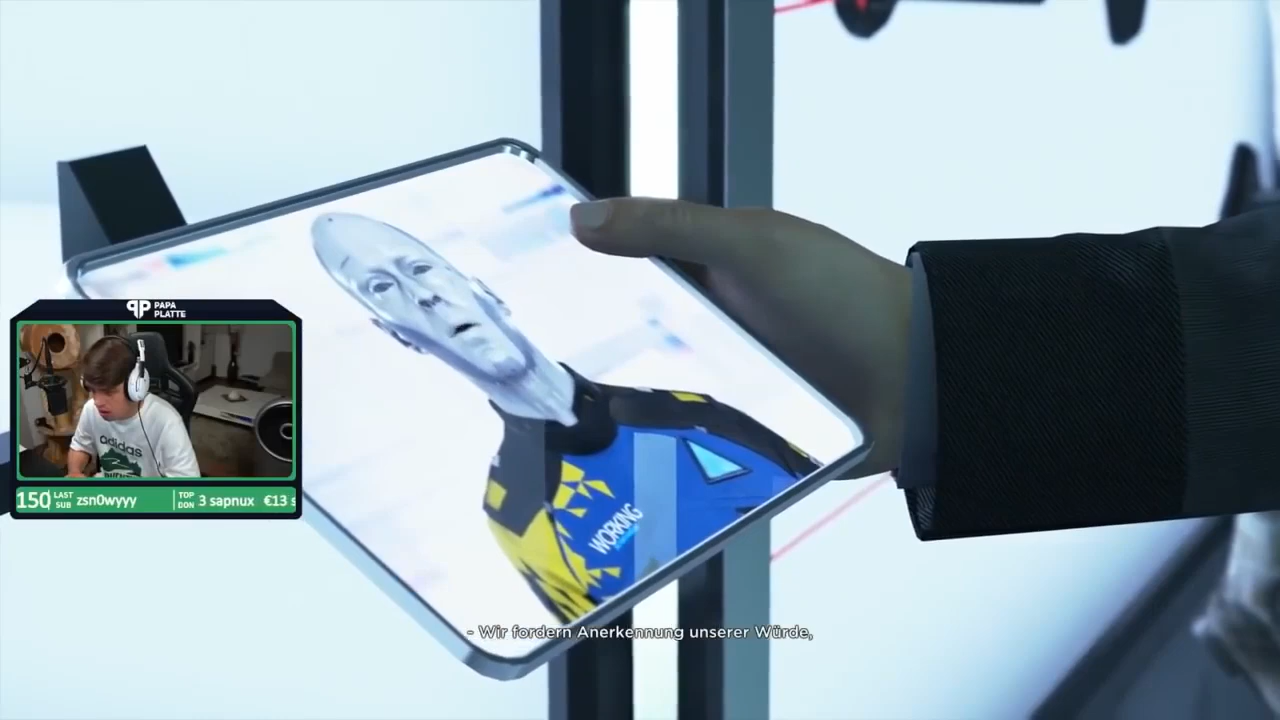 PAPA
PLATTE
adidas
150 LAST SUB zsn0wyyy TOP DON 3 sapnux €13 s
WORKING
- Wir fordern Anerkennung unserer Würde,